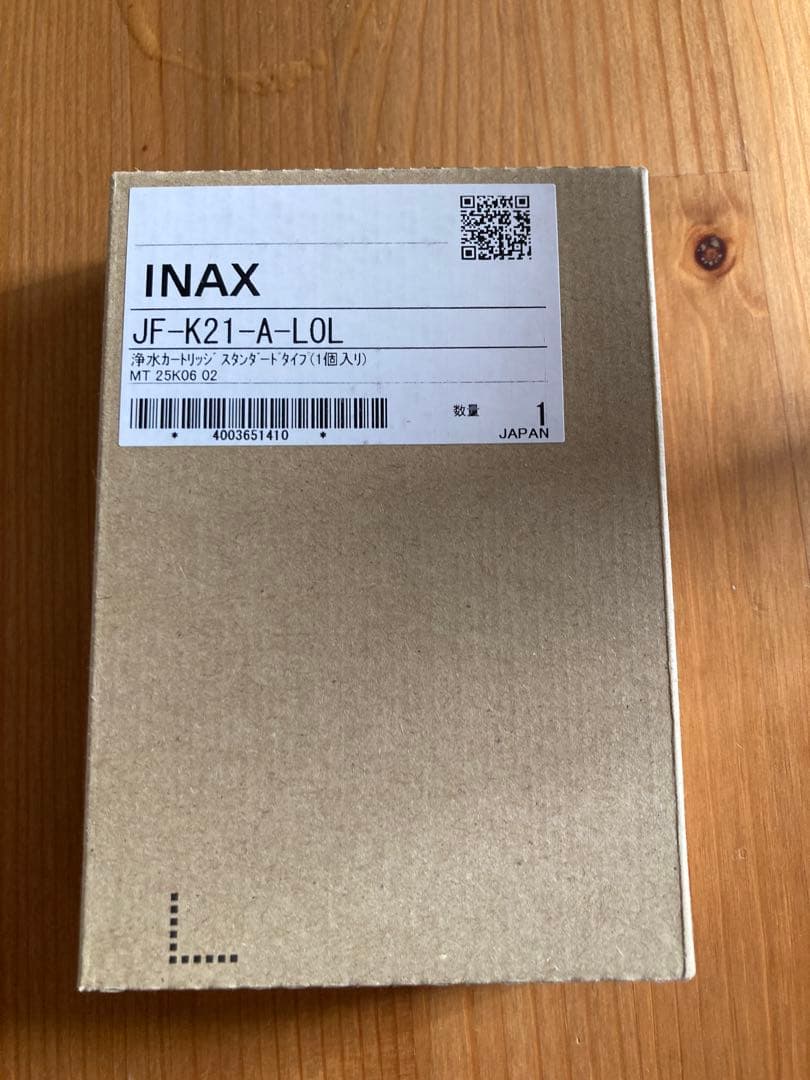 INAX
JF-K21-A-L0L
浄水カートリッジ スタンダードタイプ(1個入り)
MT 25K06 02
* 4003651410 *
数量 1
JAPAN
L